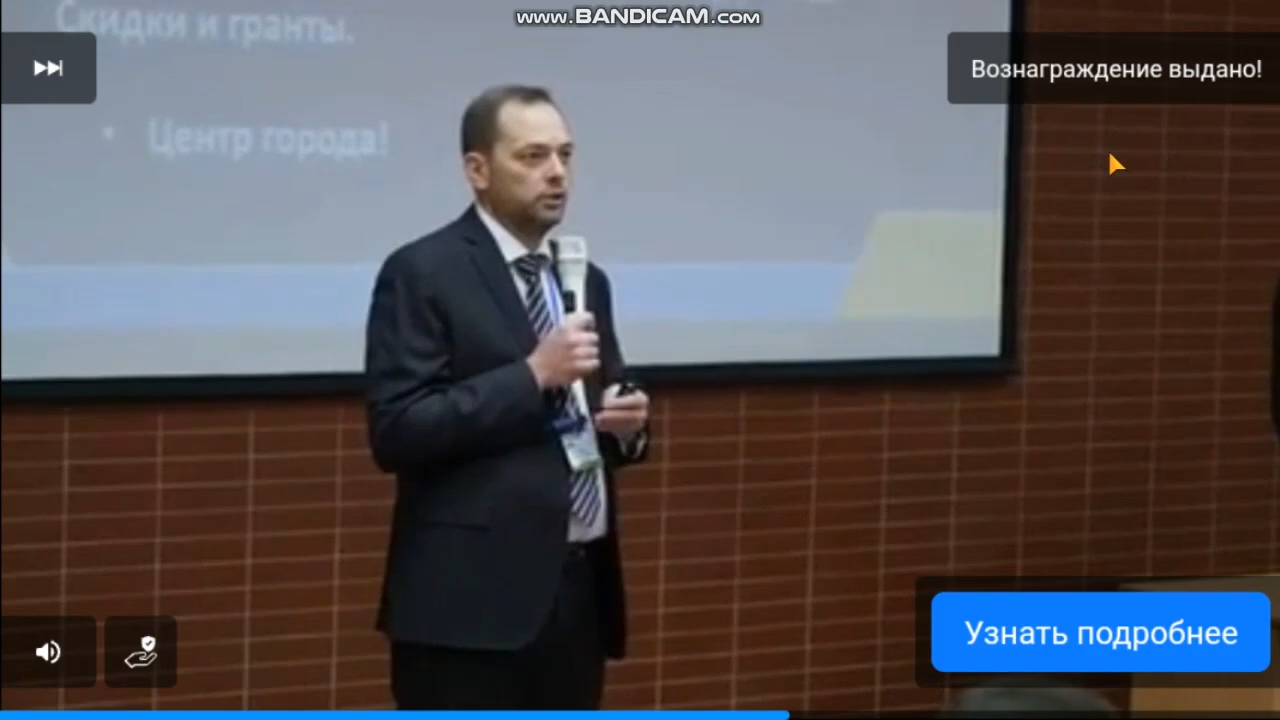 www.BANDICAM.com
Скидки и гранты.
Вознаграждение выдано!
• Центр города!
Узнать подробнее